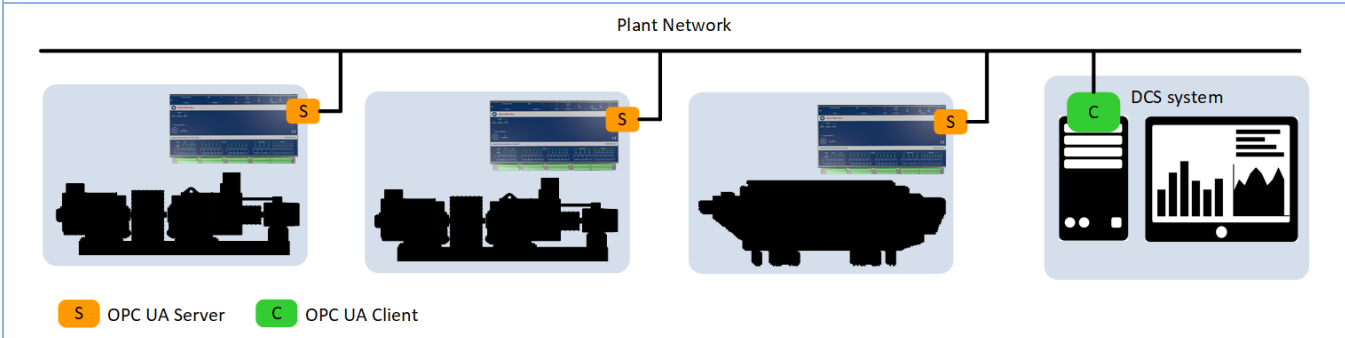 Plant Network
S
S
S
C
DCS system
S OPC UA Server
C OPC UA Client